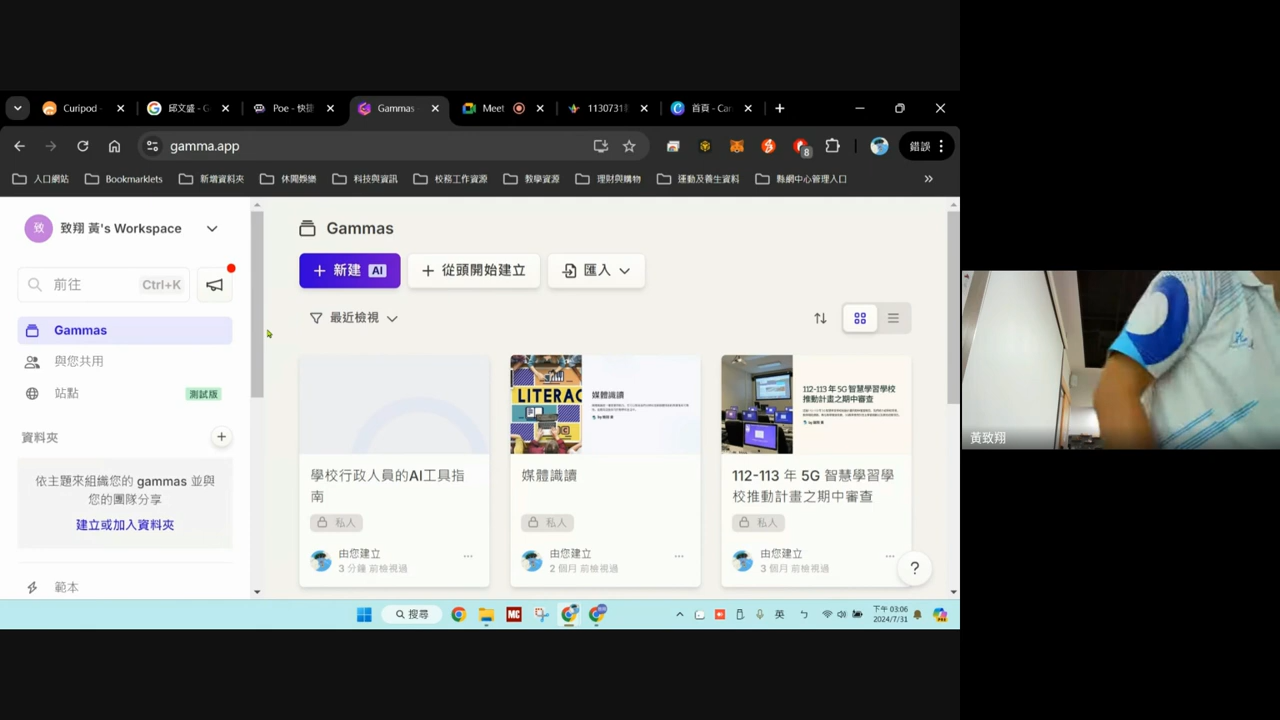 Curipod
邱文盛 - G
Poe - 快捷
Gammas
Meet
1130731
首頁 - Can
gamma.app
8
錯誤
人口網站
Bookmarklets
新增資料夾
休閒娛樂
科技與資訊
校務工作資源
教學資源
理財與購物
運動及養生資料
縣網中心管理入口
致
致翔 黃's Workspace
前往
Ctrl+K
Gammas
與您共用
站點
測試版
資料夾
依主題來組織您的 gammas 並與
您的團隊分享
建立或加入資料夾
範本
Gammas
新建 AI
從頭開始建立
匯入
最近檢視
學校行政人員的AI工具指
南
私人
由您建立
3 分鐘 前檢視過
LITERAC
媒體識讀
媒體識讀
私人
由您建立
2 個月 前檢視過
112-113 年 5G 智慧學習學校
推動計畫之期中審查
112-113 年 5G 智慧學習學
校推動計畫之期中審查
私人
由您建立
3 個月 前檢視過
?
搜尋
MC
英
下午 03:06
2024/7/31
黃致翔